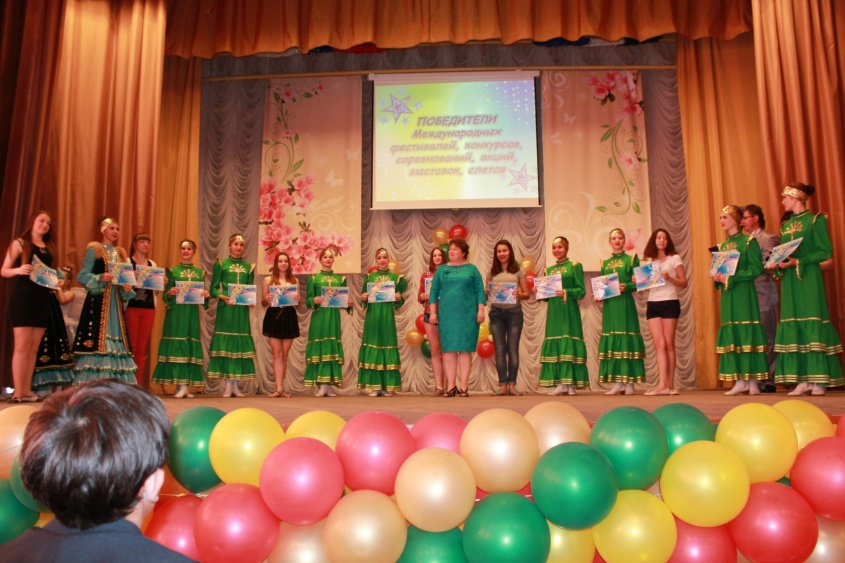 ПОБЕДИТЕЛИ
Международных
фестивалей, конкурсов,
соревнований, акций,
выставок, слетов